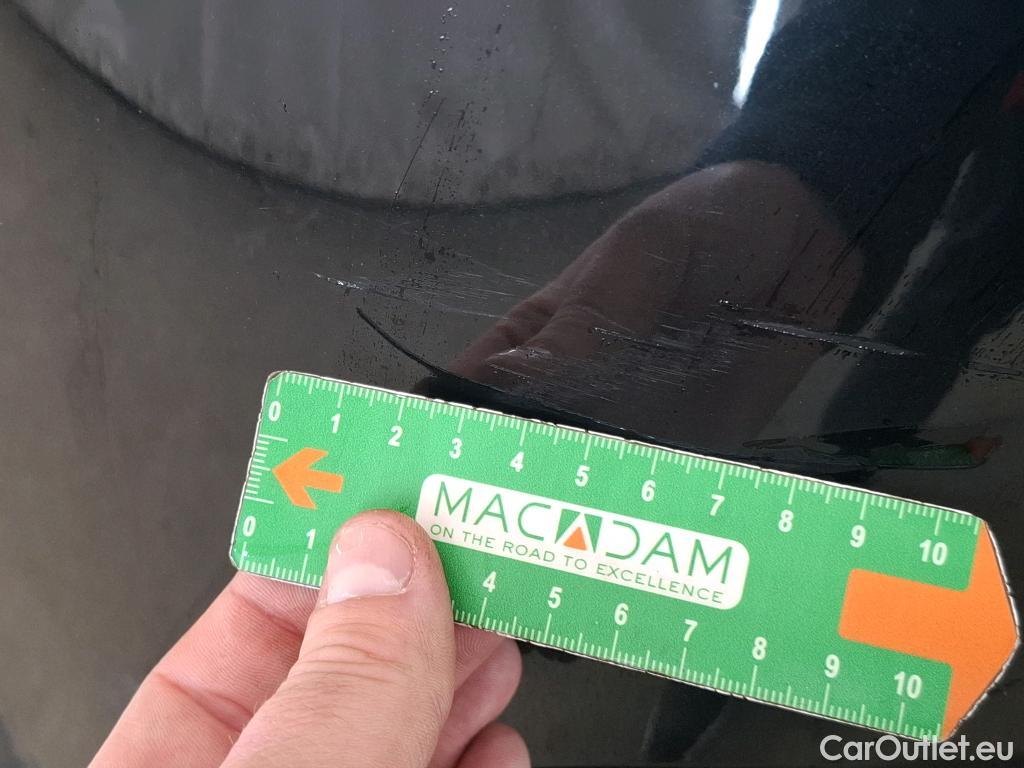 0 1 2 3 4 5 6 7 8 9 10
MACADAM
ON THE ROAD TO EXCELLENCE
0 1 4 5 6 7 8 9 10
CarOutlet.eu